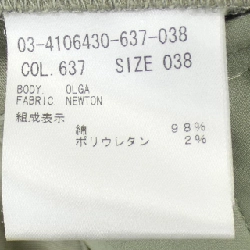 03-4106430-637-038
COL. 637 SIZE 038
BODY. OLGA
FABRIC NEWTON
組成表示
綿 98%
ポリウレタン 2%